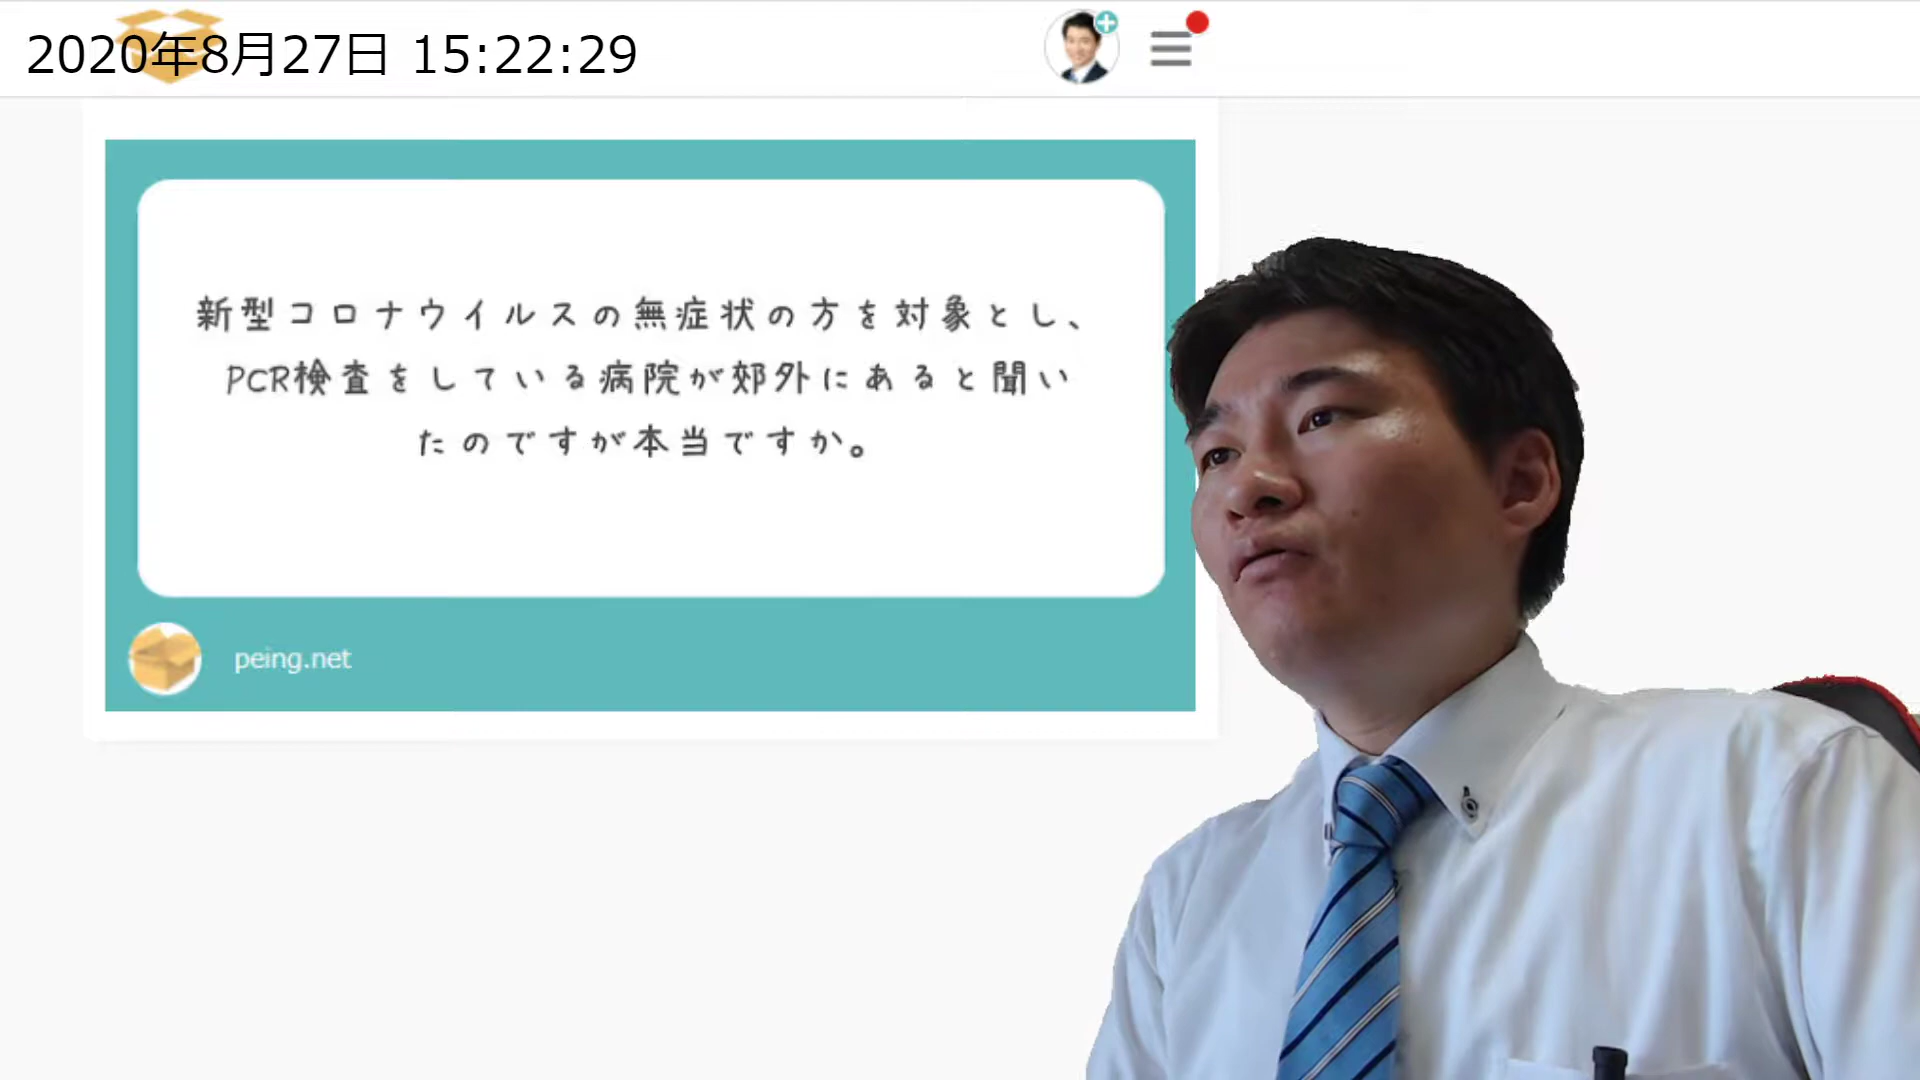 2020年8月27日 15:22:29
新型コロナウイルスの無症状の方を対象とし、
PCR検査をしている病院が郊外にあると聞い
たのですが本当ですか。
peing.net